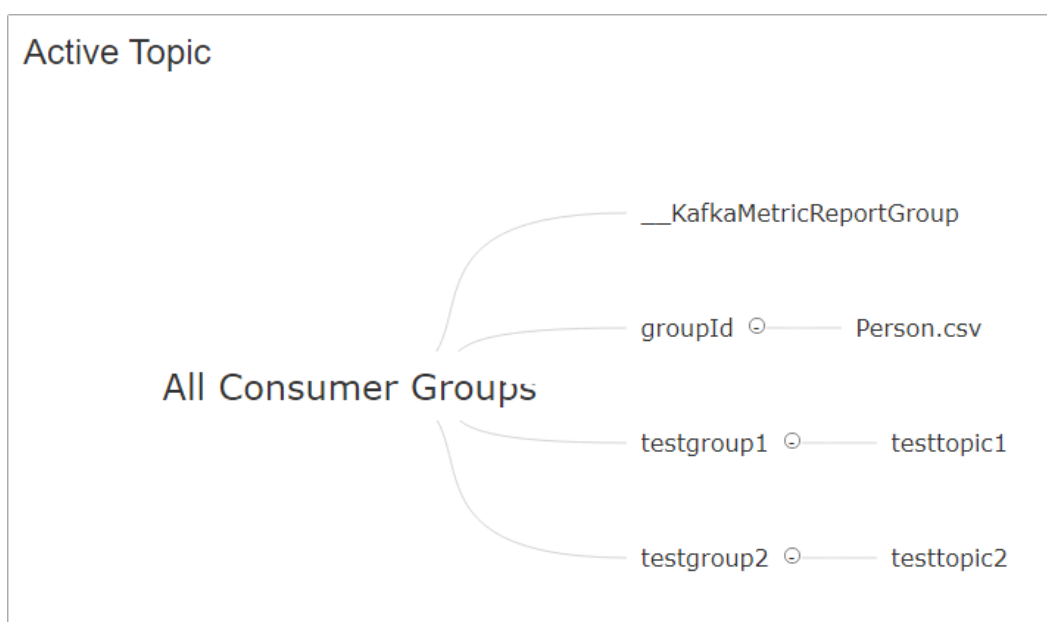 Active Topic
__KafkaMetricReportGroup
groupId - Person.csv
All Consumer Groups
testgroup1 - testtopic1
testgroup2 - testtopic2